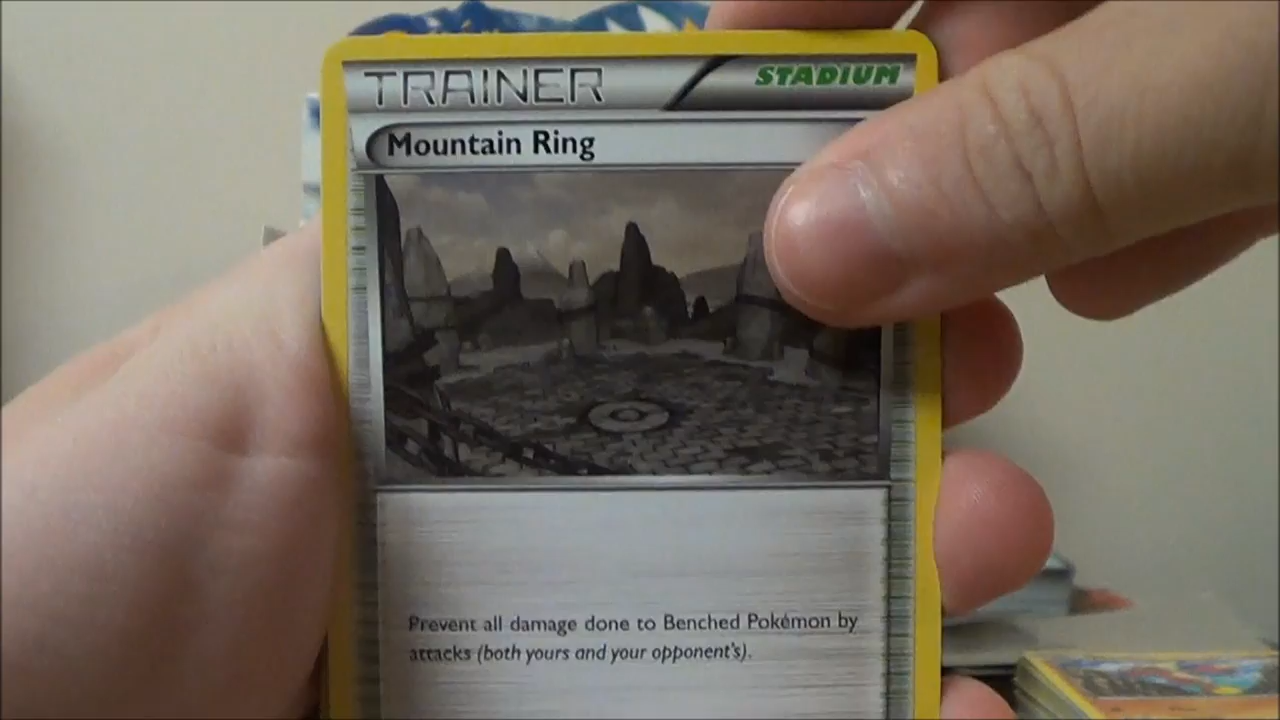 TRAINER
STADIUM
Mountain Ring
Prevent all damage done to Benched Pokémon by
attacks (both yours and your opponent's).